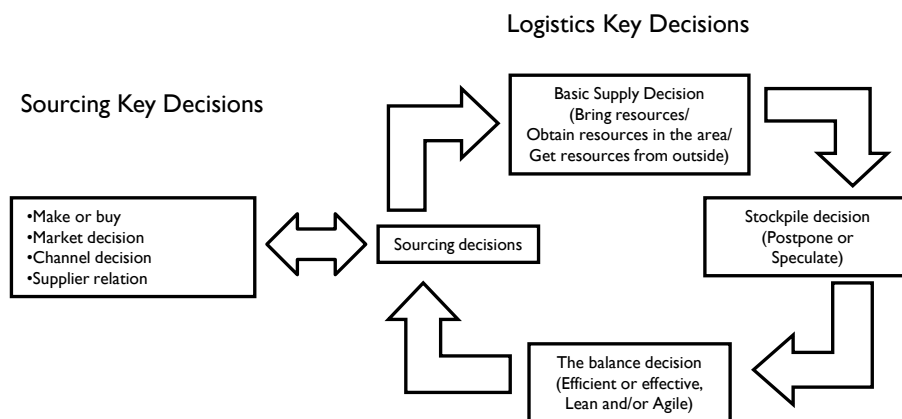 Logistics Key Decisions
Sourcing Key Decisions
Basic Supply Decision
(Bring resources/
Obtain resources in the area/
Get resources from outside)
•Make or buy
•Market decision
•Channel decision
•Supplier relation
Sourcing decisions
Stockpile decision
(Postpone or
Speculate)
The balance decision
(Efficient or effective,
Lean and/or Agile)